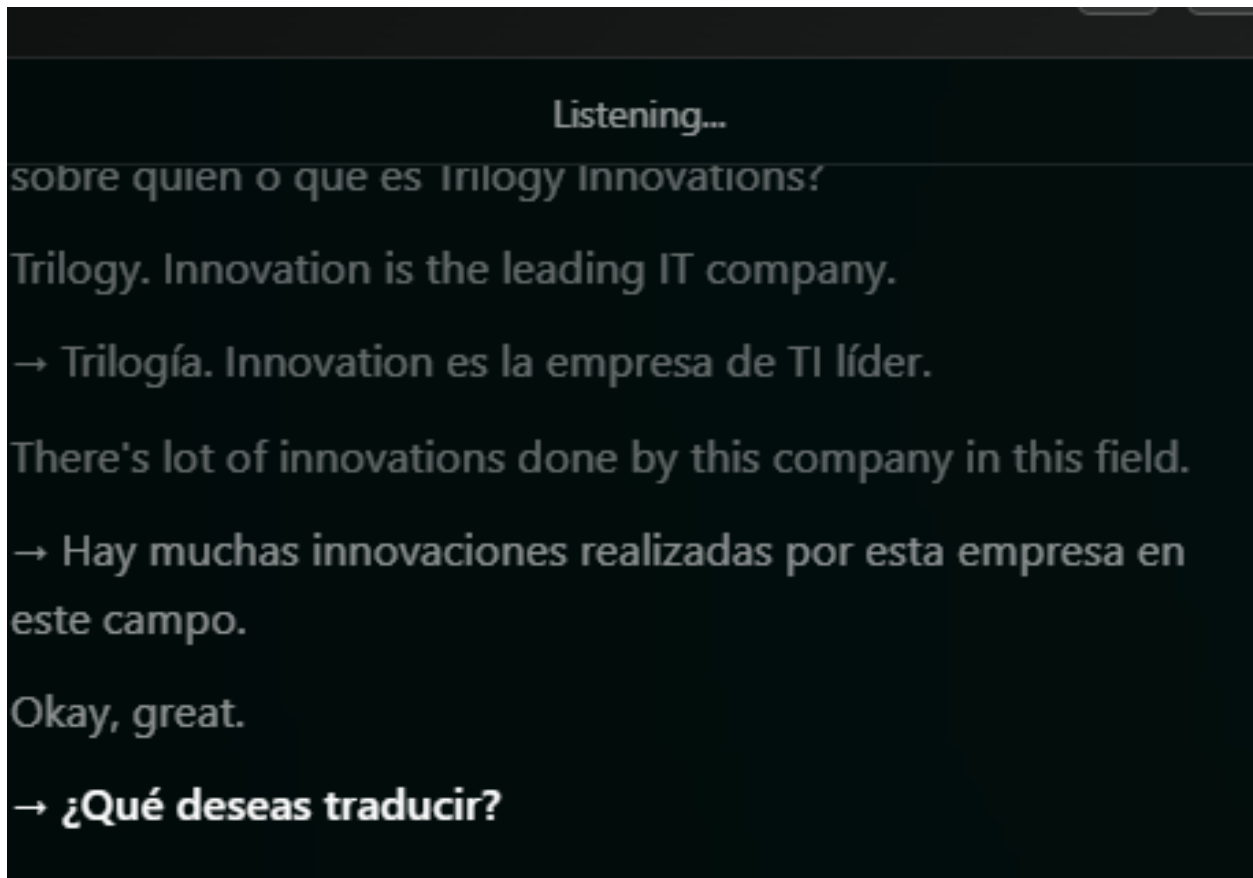 Listening...
sobre quién o qué es Trilogy Innovations?
Trilogy. Innovation is the leading IT company.
→ Trilogía. Innovation es la empresa de TI líder.
There's lot of innovations done by this company in this field.
→ Hay muchas innovaciones realizadas por esta empresa en
este campo.
Okay, great.
→ ¿Qué deseas traducir?